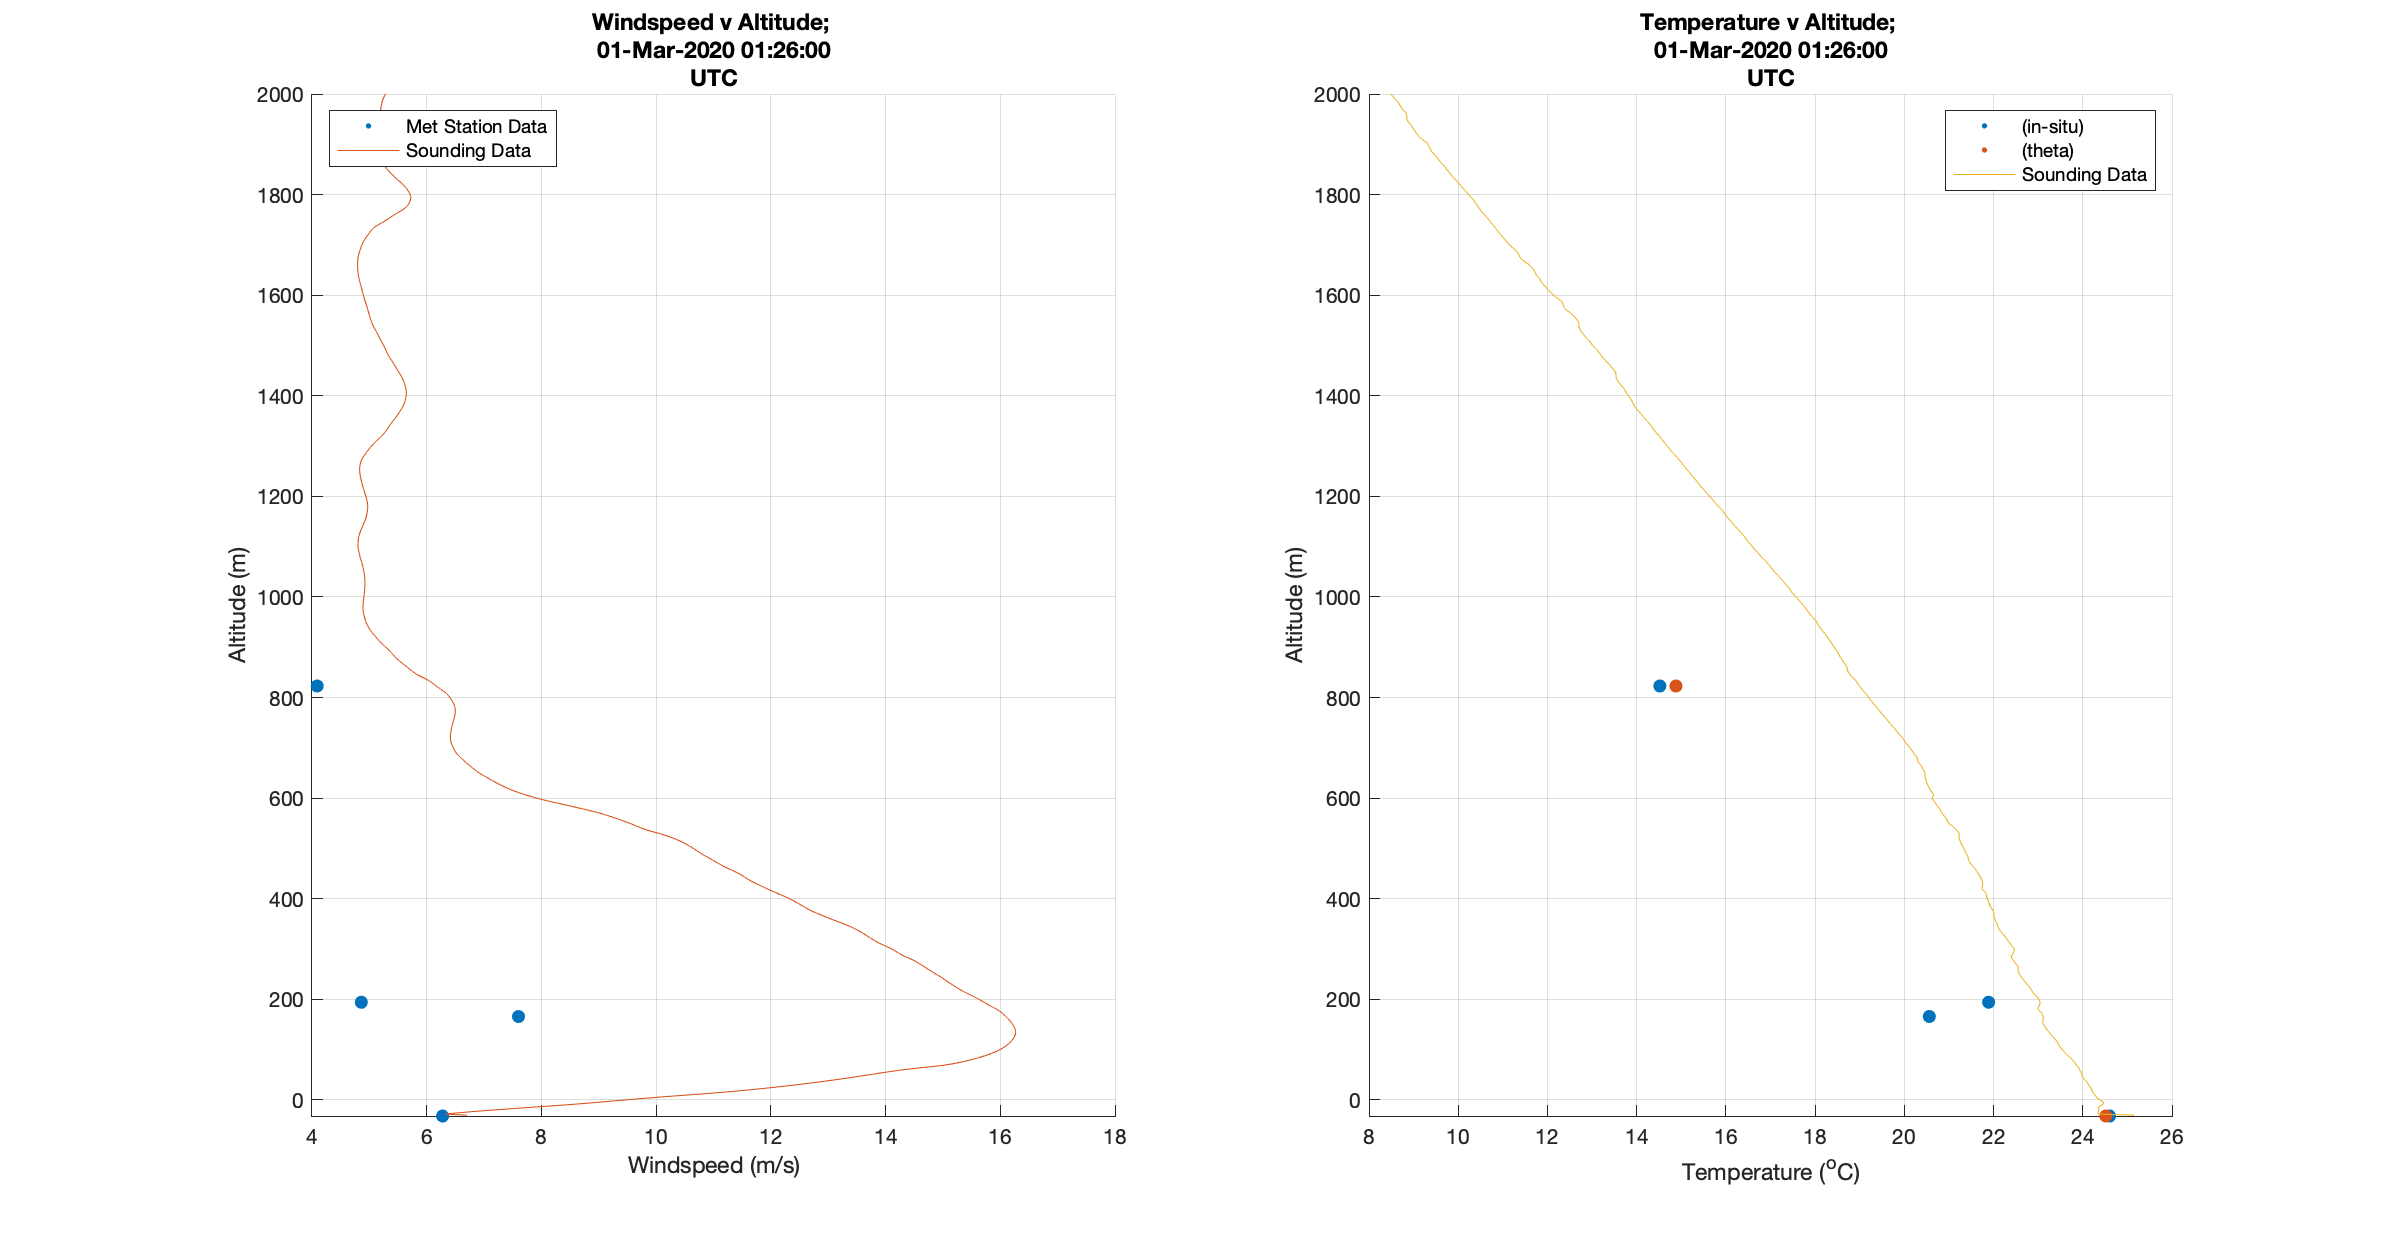 Windspeed v Altitude;
01-Mar-2020 01:26:00
UTC
2000
1800
1600
1400
1200
1000
800
600
400
200
0
Altitude (m)
Met Station Data
Sounding Data
4 6 8 10 12 14 16 18
Windspeed (m/s)
Temperature v Altitude;
01-Mar-2020 01:26:00
UTC
2000
1800
1600
1400
1200
1000
800
600
400
200
0
Altitude (m)
(in-situ)
(theta)
Sounding Data
8 10 12 14 16 18 20 22 24 26
Temperature (°C)